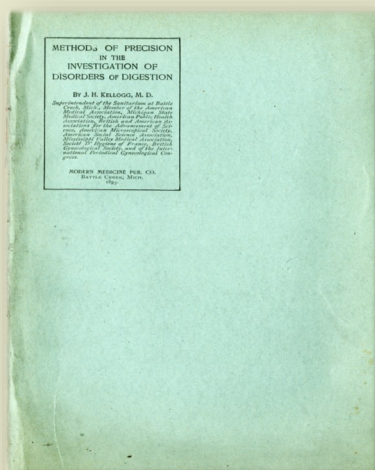 METHODS OF PRECISION
IN THE
INVESTIGATION OF
DISORDERS OF DIGESTION
BY J. H. KELLOGG, M. D.
Superintendent of the Sanitarium at Battle
Creek, Mich., Member of the American
Medical Association, Michigan State
Medical Society, American Public Health
Association, British and American As-
sociations for the Advancement of Sci-
ence, American Microscopical Society,
American Social Science Association,
Mississippi Valley Medical Association,
Société D' Hygiene of France, British
Gynecological Society, and of the Inter-
national Periodical Gynecological Con-
gress.
MODERN MEDICINE PUB. CO.
BATTLE CREEK, MICH.